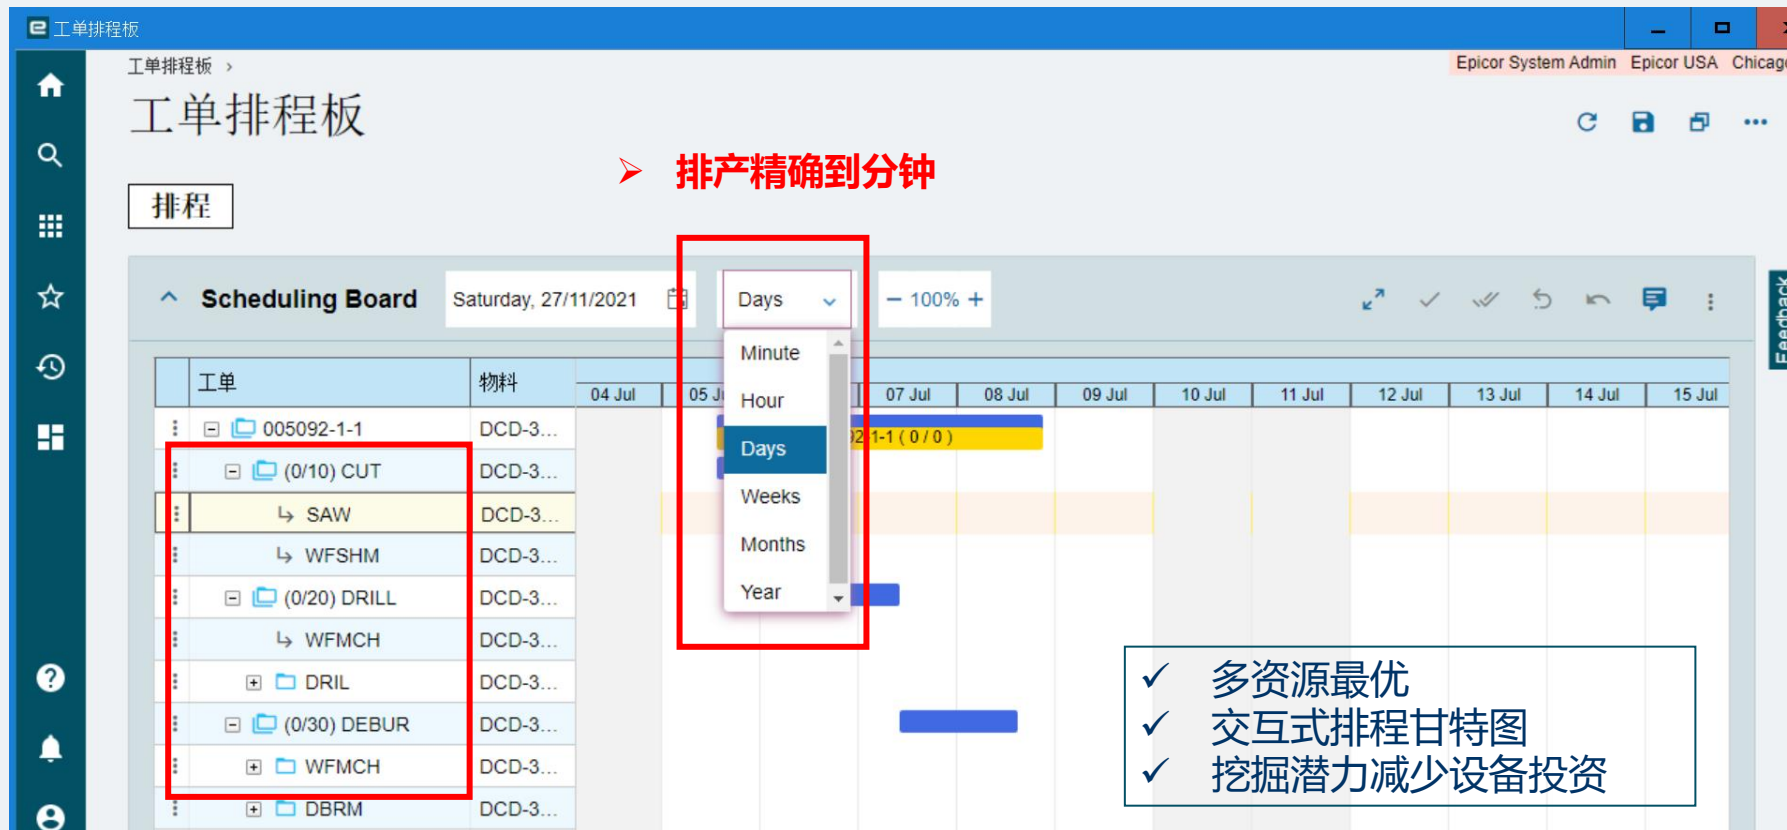 工单排程板
工单排程板 ›
Epicor System Admin Epicor USA Chicago
工单排程板
➢ 排产精确到分钟
排程
Scheduling Board
Saturday, 27/11/2021
Days
− 100% +
Minute
Hour
Days
Weeks
Months
Year
Feedback
工单 物料
04 Jul 05 J 07 Jul 08 Jul 09 Jul 10 Jul 11 Jul 12 Jul 13 Jul 14 Jul 15 Jul
005092-1-1 DCD-3...
92-1-1 ( 0 / 0 )
(0/10) CUT DCD-3...
SAW DCD-3...
WFSHM DCD-3...
(0/20) DRILL DCD-3...
WFMCH DCD-3...
DRIL DCD-3...
(0/30) DEBUR DCD-3...
WFMCH DCD-3...
DBRM DCD-3...
✓ 多资源最优
✓ 交互式排程甘特图
✓ 挖掘潜力减少设备投资